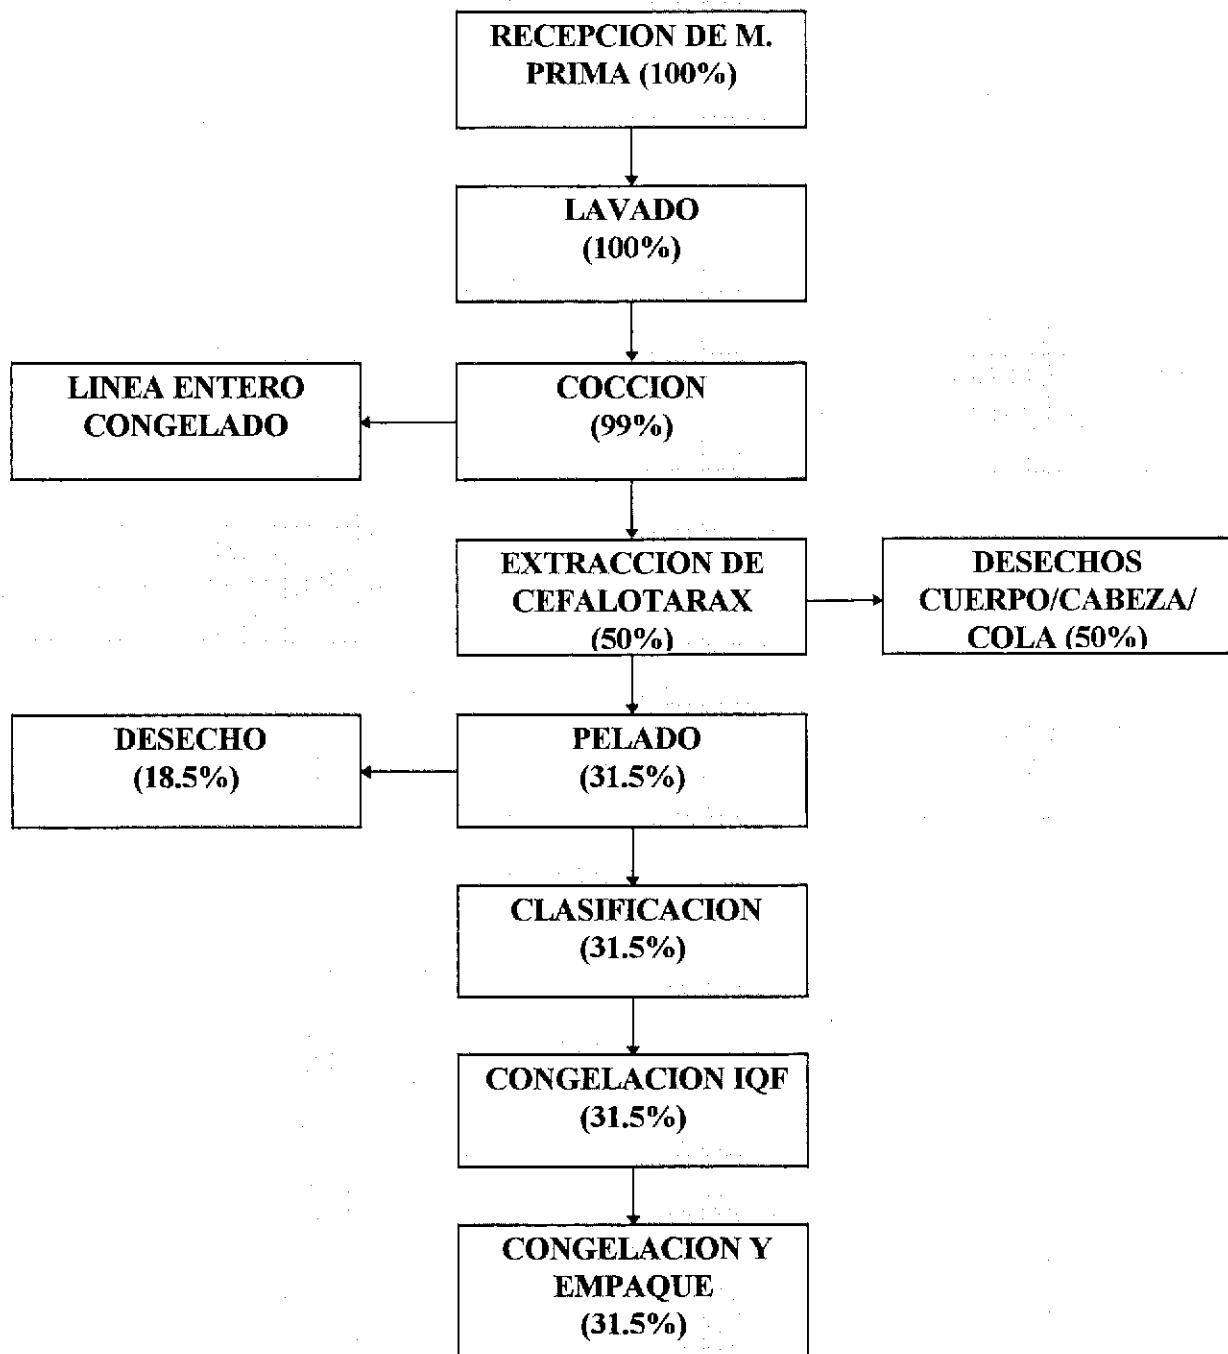 RECEPCION DE M.
PRIMA (100%)
LAVADO
(100%)
LINEA ENTERO
CONGELADO
COCCION
(99%)
EXTRACCION DE
CEFALOTARAX
(50%)
DESECHOS
CUERPO/CABEZA/
COLA (50%)
DESECHO
(18.5%)
PELADO
(31.5%)
CLASIFICACION
(31.5%)
CONGELACION IQF
(31.5%)
CONGELACION Y
EMPAQUE
(31.5%)